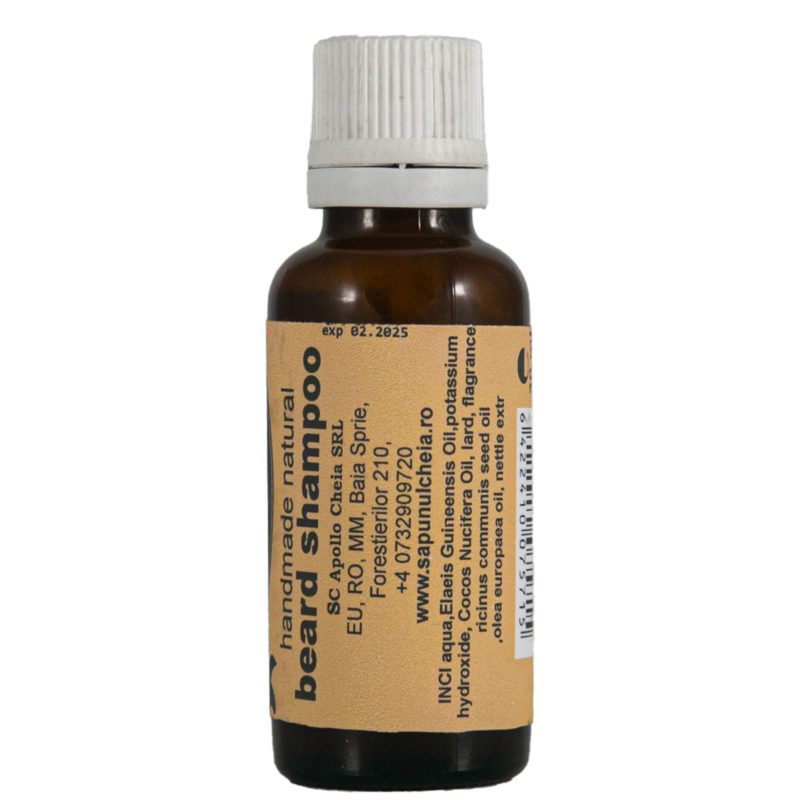 exp 02.2025
handmade natural
beard shampoo
Sc Apollo Cheia SRL
EU, RO, MM, Baia Sprie,
Forestierilor 210,
+4 0732909720
www.sapunulcheia.ro
INCI aqua,Elaeis Guineensis Oil,potassium
hydroxide, Cocos Nucifera Oil, lard, flagrance
ricinus communis seed oil
,olea europaea oil, nettle extr
6422410075715